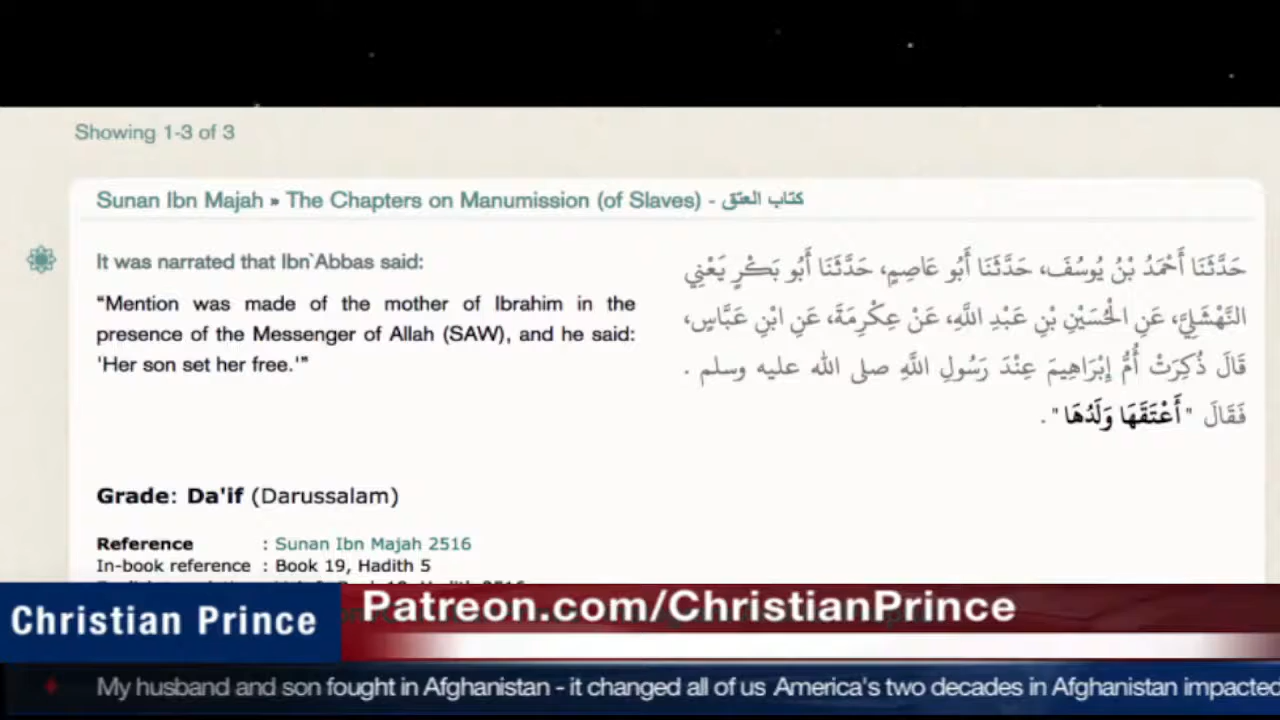 Showing 1-3 of 3
Sunan Ibn Majah » The Chapters on Manumission (of Slaves) - كتاب العتق
It was narrated that Ibn`Abbas said:
“Mention was made of the mother of Ibrahim in the
presence of the Messenger of Allah (SAW), and he said:
'Her son set her free.'”
حَدَّثَنَا أَحْمَدُ بْنُ يُوسُفَ، حَدَّثَنَا أَبُو عَاصِمٍ، حَدَّثَنَا أَبُو بَكْرٍ يَعْنِي
النَّهْشَلِيَّ، عَنِ الْحُسَيْنِ بْنِ عَبْدِ اللَّهِ، عَنْ عِكْرِمَةَ، عَنِ ابْنِ عَبَّاسٍ،
قَالَ ذُكِرَتْ أُمُّ إِبْرَاهِيمَ عِنْدَ رَسُولِ اللَّهِ صلى الله عليه وسلم ‏.‏
فَقَالَ ‏"‏ أَعْتَقَهَا وَلَدُهَا ‏"‏ ‏.‏
Grade: Da'if (Darussalam)
Reference : Sunan Ibn Majah 2516
In-book reference : Book 19, Hadith 5
Christian Prince
Patreon.com/ChristianPrince
My husband and son fought in Afghanistan - it changed all of us America's two decades in Afghanistan impacted